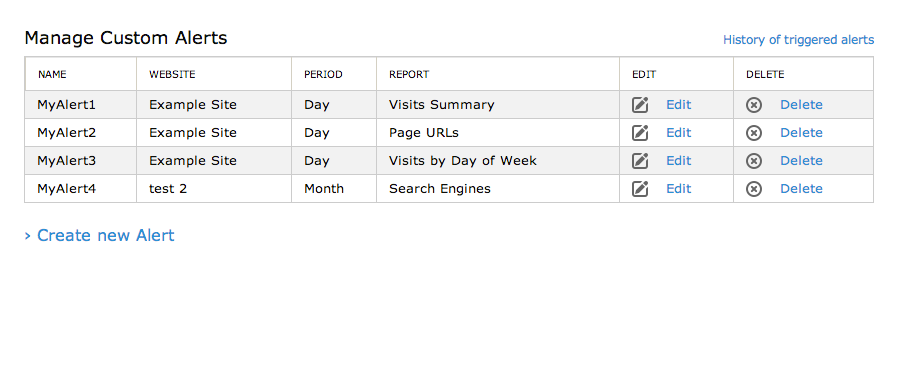 Manage Custom Alerts History of triggered alerts
NAME WEBSITE PERIOD REPORT EDIT DELETE
MyAlert1 Example Site Day Visits Summary Edit Delete
MyAlert2 Example Site Day Page URLs Edit Delete
MyAlert3 Example Site Day Visits by Day of Week Edit Delete
MyAlert4 test 2 Month Search Engines Edit Delete
› Create new Alert